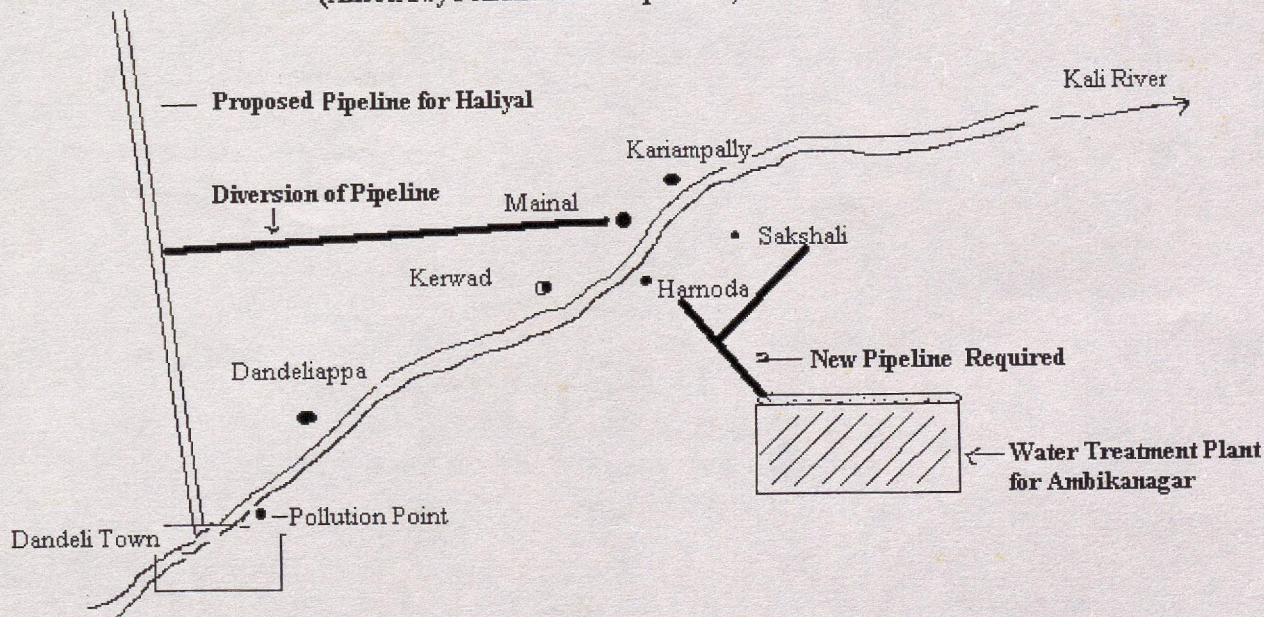 Kali River
Proposed Pipeline for Haliyal
Kariampally
Diversion of Pipeline
Mainal
Sakshali
Kerwad
Harnoda
New Pipeline Required
Dandeliappa
Water Treatment Plant
for Ambikanagar
Pollution Point
Dandeli Town